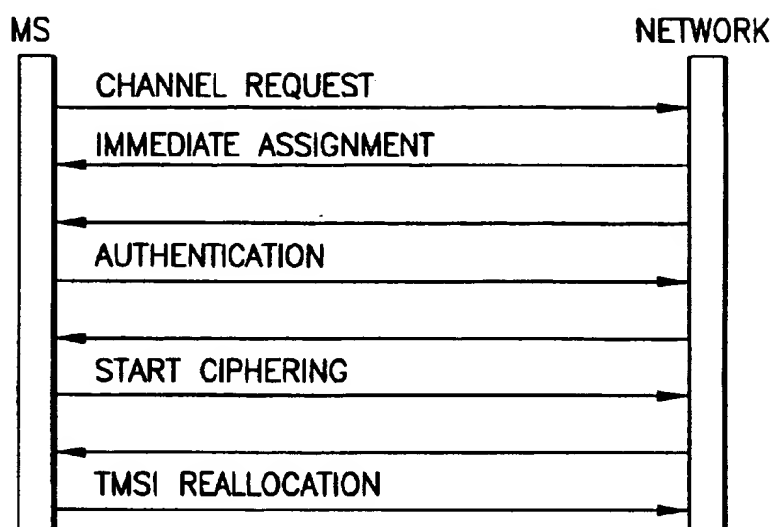 MS NETWORK
CHANNEL REQUEST
IMMEDIATE ASSIGNMENT
AUTHENTICATION
START CIPHERING
TMSI REALLOCATION